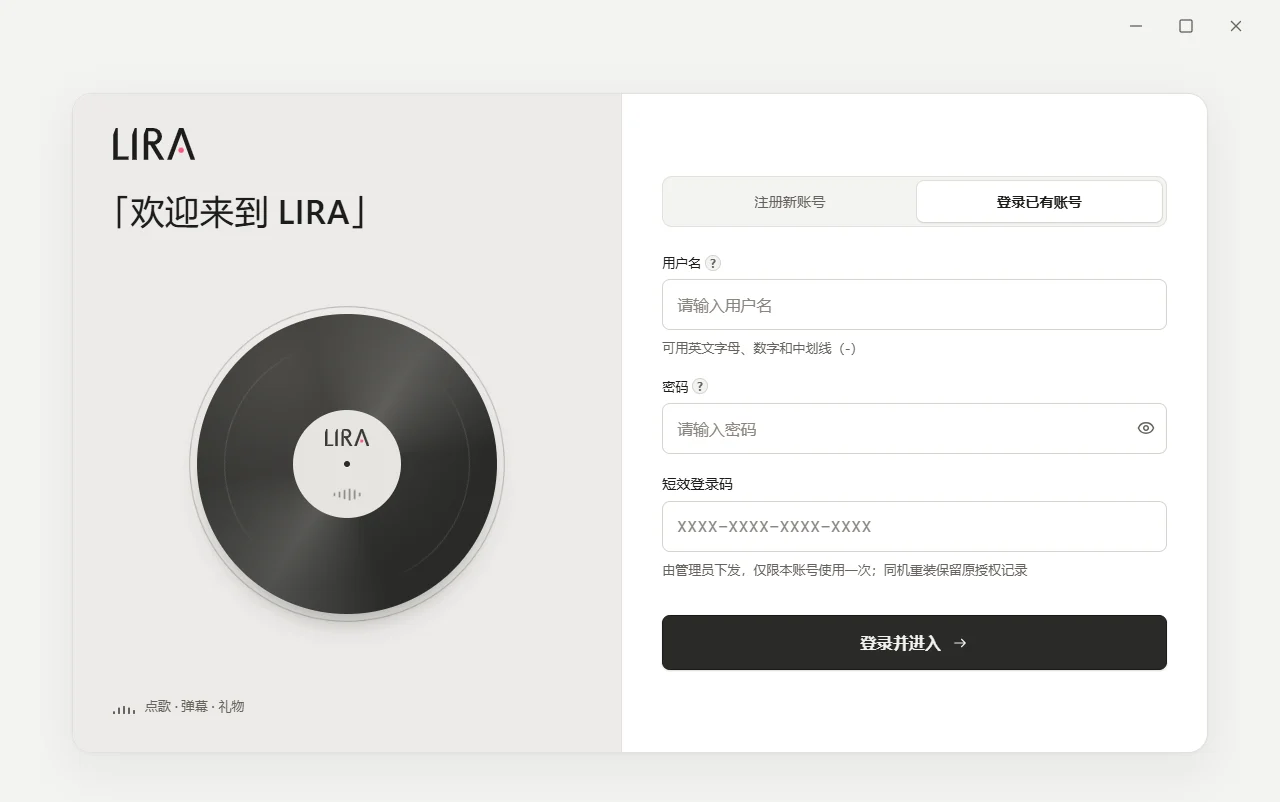 LIRA
「欢迎来到 LIRA」
LIRA
点歌 · 弹幕 · 礼物
注册新账号
登录已有账号
用户名 ?
请输入用户名
可用英文字母、数字和中划线（-）
密码 ?
请输入密码
短效登录码
XXXX-XXXX-XXXX-XXXX
由管理员下发，仅限本账号使用一次；同机重装保留原授权记录
登录并进入 →